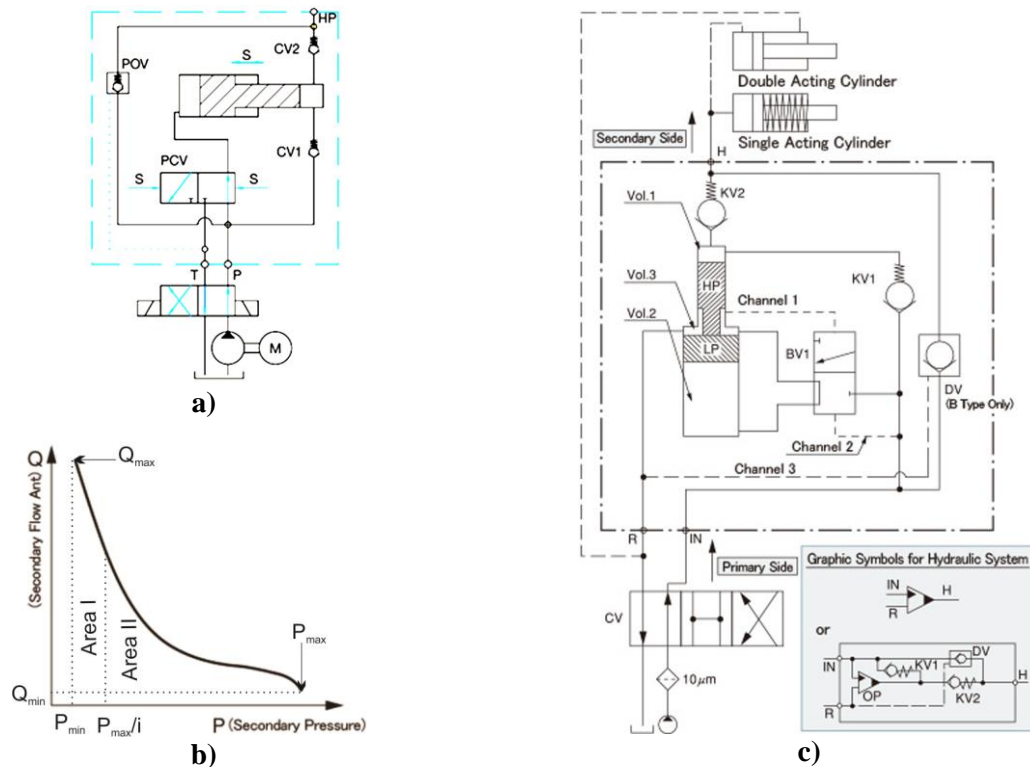 HP
CV2
S
POV
CV1
PCV
S S
T P
M
a)
Q
Qmax
(Secondary Flow Ant)
Area I
Area II
Pmax
Qmin
Pmin
Pmax/i
P (Secondary Pressure)
b)
Double Acting Cylinder
Secondary Side
Single Acting Cylinder
H
KV2
Vol.1
KV1
HP
Vol.3
Channel 1
Vol.2
LP
BV1
DV
(B Type Only)
Channel 2
Channel 3
R IN
Primary Side
CV
10μm
Graphic Symbols for Hydraulic System
IN
H
R
or
DV
IN
KV1
H
OP
KV2
R
c)